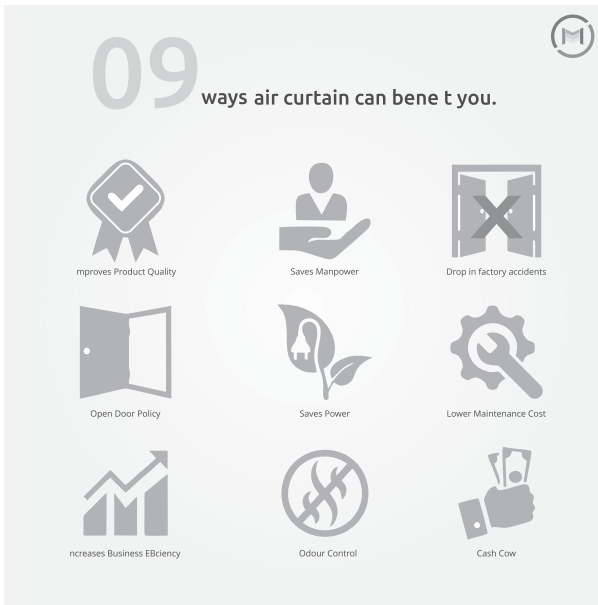 09
ways air curtain can bene t you.
mproves Product Quality
Saves Manpower
Drop in factory accidents
Open Door Policy
Saves Power
Lower Maintenance Cost
ncreases Business EBciency
Odour Control
Cash Cow